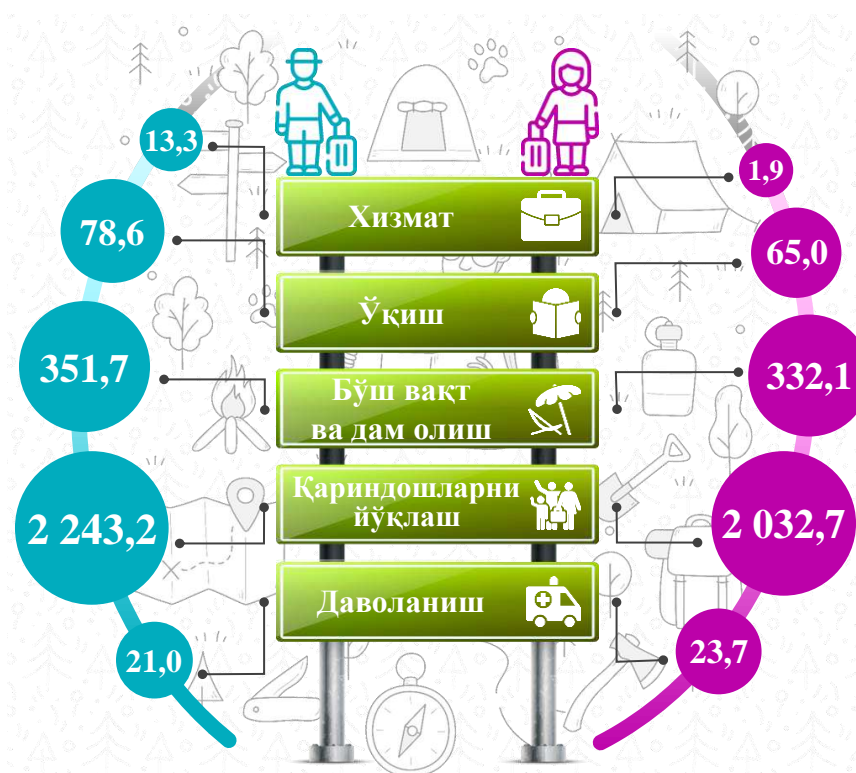 13,3
Хизмат
1,9
78,6
Ўқиш
65,0
351,7
Бўш вақт
ва дам олиш
332,1
2 243,2
Қариндошларни
йўқлаш
2 032,7
21,0
Даволаниш
23,7